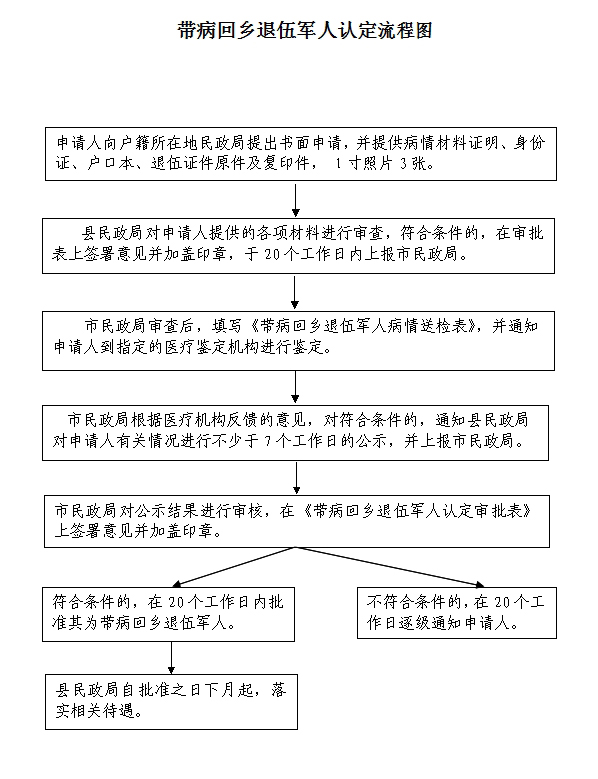 带病回乡退伍军人认定流程图
申请人向户籍所在地民政局提出书面申请，并提供病情材料证明、身份
证、户口本、退伍证件原件及复印件， 1寸照片3张。
县民政局对申请人提供的各项材料进行审查，符合条件的，在审批
表上签署意见并加盖印章，于20个工作日内上报市民政局。
市民政局审查后，填写《带病回乡退伍军人病情送检表》，并通知
申请人到指定的医疗鉴定机构进行鉴定。
市民政局根据医疗机构反馈的意见，对符合条件的，通知县民政局
对申请人有关情况进行不少于7个工作日的公示，并上报市民政局。
市民政局对公示结果进行审核，在《带病回乡退伍军人认定审批表》
上签署意见并加盖印章。
符合条件的，在20个工作日内批
准其为带病回乡退伍军人。
不符合条件的，在20个工
作日逐级通知申请人。
县民政局自批准之日下月起，落
实相关待遇。